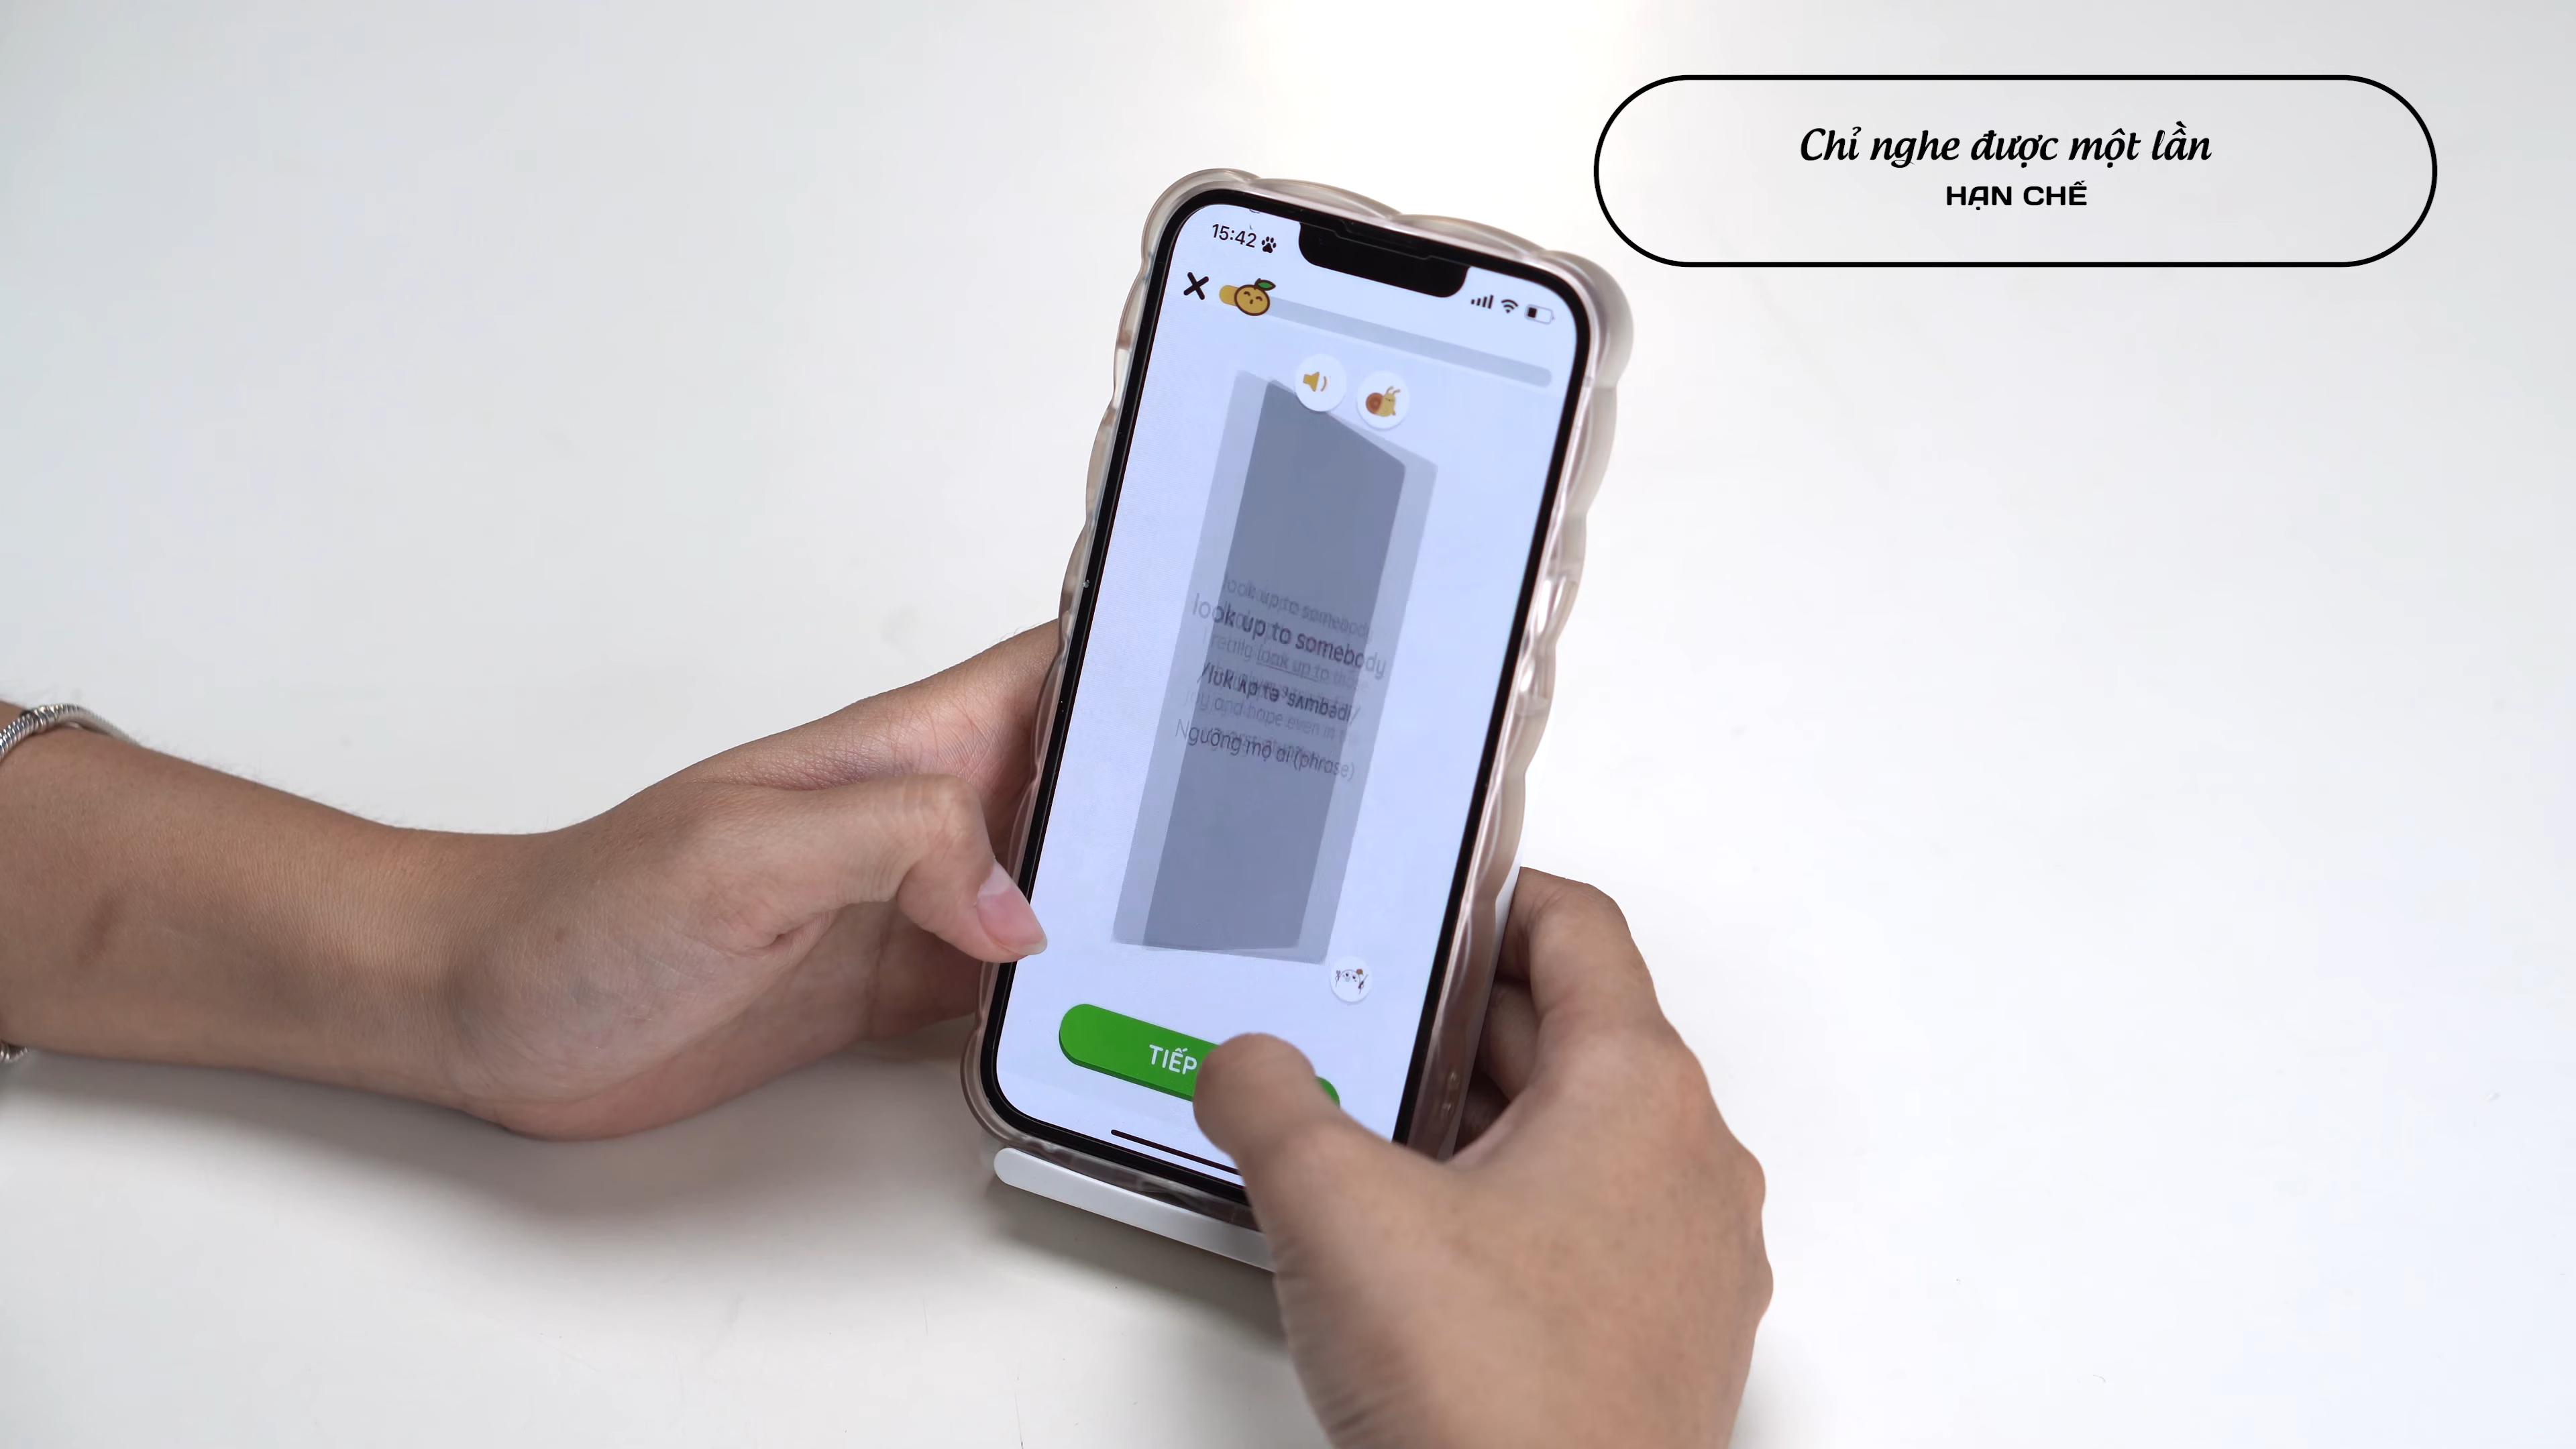 Chỉ nghe được một lần
HẠN CHẾ
15:42
look up to somebody
/lʊk ʌp tə ˈsʌmbədi/
Ngưỡng mộ ai (phrase)
TIẾP